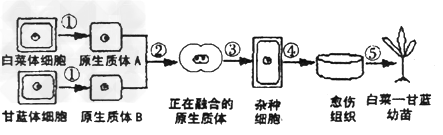 ① ① ② ③ ④ ⑤
白菜体细胞 原生质体 A
甘蓝体细胞 原生质体 B
正在融合的
原生质体
杂种
细胞
愈伤
组织
白菜一甘蓝
幼苗